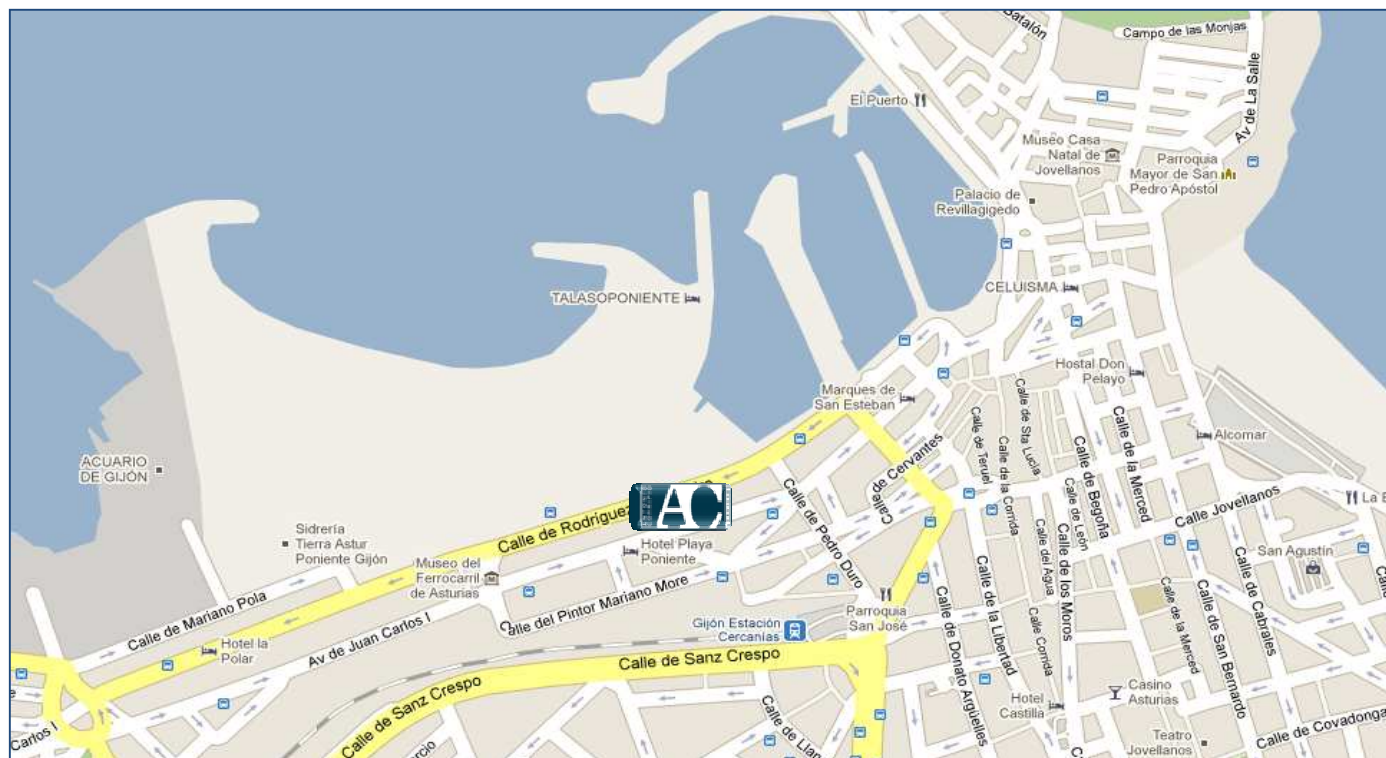 Batalón
Campo de las Monjas
Av de La Salle
El Puerto
Museo Casa
Natal de
Jovellanos
Parroquia
Mayor de San
Pedro Apóstol
Palacio de
Revillagigedo
TALASOPONIENTE
CELUISMA
Hostal Don
Pelayo
Marques de
San Esteban
Calle de Sta Lucia
Calle de Teruel
Calle de la Corrida
Calle de Cervantes
Calle de Begoña
Calle de la Merced
Alcomar
ACUARIO
DE GIJÓN
Calle de León
Calle Jovellanos
La
AC
Calle de Rodríguez
Calle de Pedro Duro
Sidrería
Tierra Astur
Poniente Gijón
Hotel Playa
Poniente
Museo del
Ferrocarril
de Asturias
Calle del Agua
Calle de los Moros
San Agustín
Calle de Mariano Pola
alle del Pintor Mariano More
C
Parroquia
San José
Calle de la Libertad
Calle de Donato Argüelles
Calle Corrida
Calle de la Merced
Calle de San Bernardo
Calle de Cabrales
Av de Juan Carlos I
Gijón Estación
Cercanías
Hotel la
Polar
Calle de Sanz Crespo
Calle de Sanz Crespo
Hotel
Castilla
Casino
Asturias
Teatro
Jovellanos
Calle de Covadonga
Carlos I
Calle de Llan